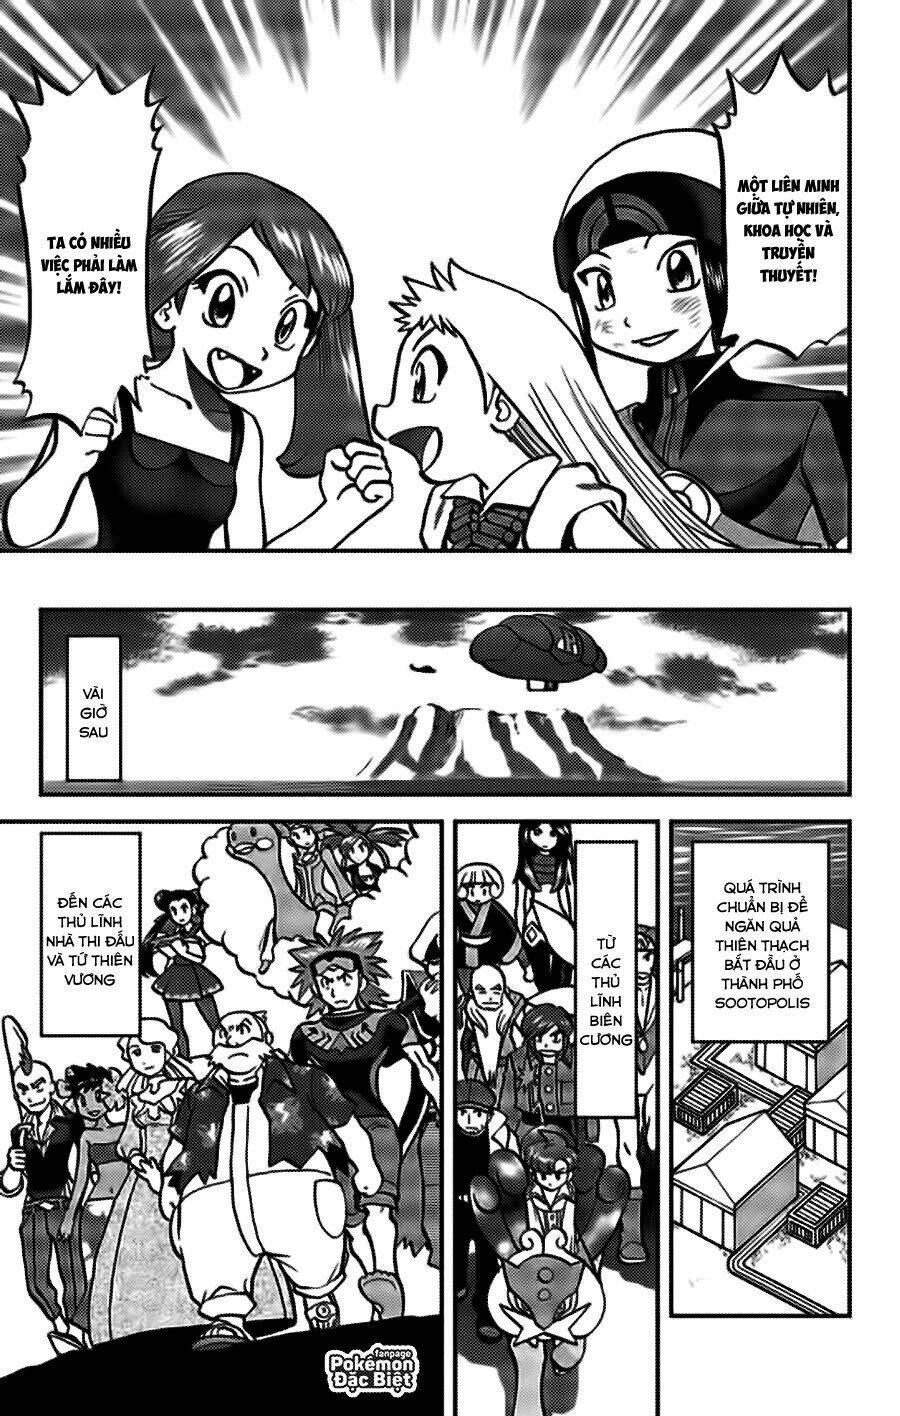 MỘT LIÊN MINH
GIỮA TỰ NHIÊN,
KHOA HỌC VÀ
TRUYỀN
THUYẾT!
TA CÓ NHIỀU
VIỆC PHẢI LÀM
LẮM ĐÂY!
VÀI
GIỜ
SAU
QUÁ TRÌNH
CHUẨN BỊ ĐỂ
NGĂN QUẢ
THIÊN THẠCH
BẮT ĐẦU Ở
THÀNH PHỐ
SOOTOPOLIS
TỪ
CÁC
THỦ
LĨNH
BIÊN
CƯƠNG
ĐẾN CÁC
THỦ LĨNH
NHÀ THI ĐẤU
VÀ TỨ THIÊN
VƯƠNG
fanpage
Pokémon
Đặc Biệt